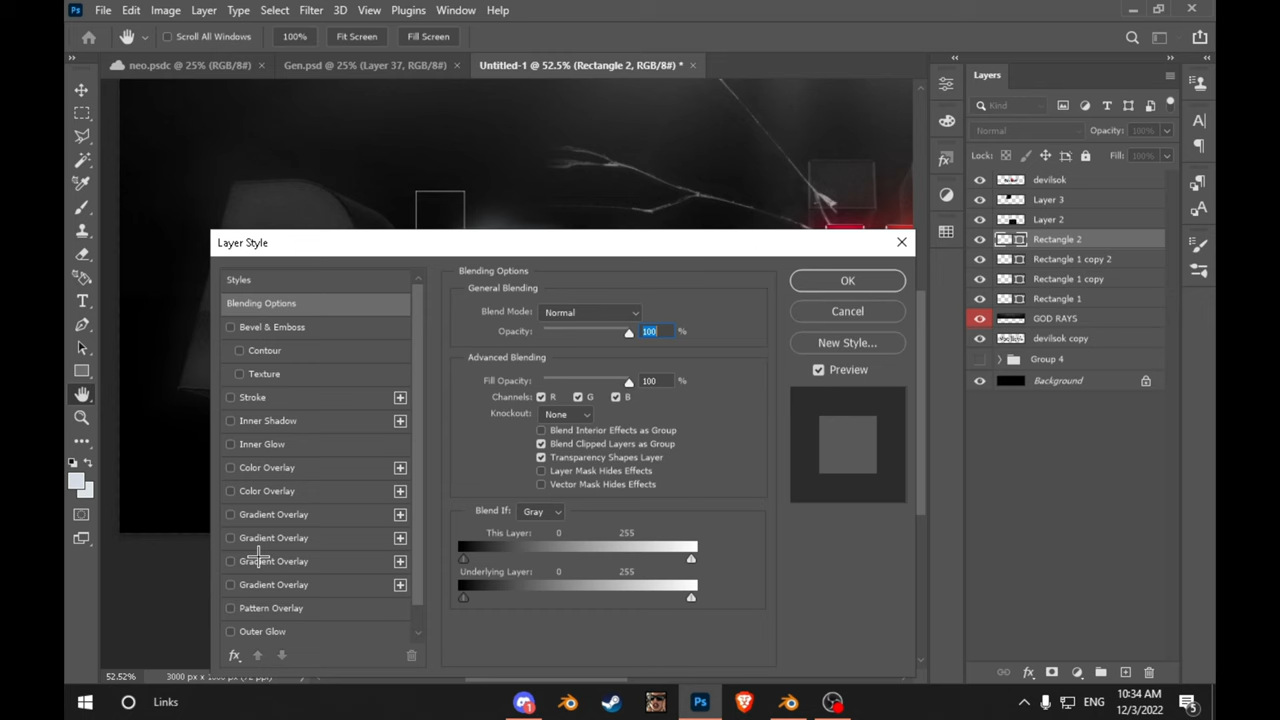 Ps File Edit Image Layer Type Select Filter 3D View Plugins Window Help
Scroll All Windows 100% Fit Screen Fill Screen
neo.psdc @ 25% (RGB/8#) × Gen.psd @ 25% (Layer 37, RGB/8#) × Untitled-1 @ 52.5% (Rectangle 2, RGB/8#) * ×
Layers
Kind
Normal Opacity: 100%
Lock: Fill: 100%
devilsok
Layer 3
Layer 2
Rectangle 2
Rectangle 1 copy 2
Rectangle 1 copy
Rectangle 1
GOD RAYS
devilsok copy
Group 4
Background
Layer Style
Styles
Blending Options
Bevel & Emboss
Contour
Texture
Stroke
Inner Shadow
Inner Glow
Color Overlay
Color Overlay
Gradient Overlay
Gradient Overlay
Gradient Overlay
Gradient Overlay
Pattern Overlay
Outer Glow
fx
Blending Options
General Blending
Blend Mode: Normal
Opacity: 100 %
Advanced Blending
Fill Opacity: 100 %
Channels: R G B
Knockout: None
Blend Interior Effects as Group
Blend Clipped Layers as Group
Transparency Shapes Layer
Layer Mask Hides Effects
Vector Mask Hides Effects
Blend If: Gray
This Layer: 0 255
Underlying Layer: 0 255
OK
Cancel
New Style...
Preview
52.52%
Links
Ps
ENG
10:34 AM
12/3/2022
5